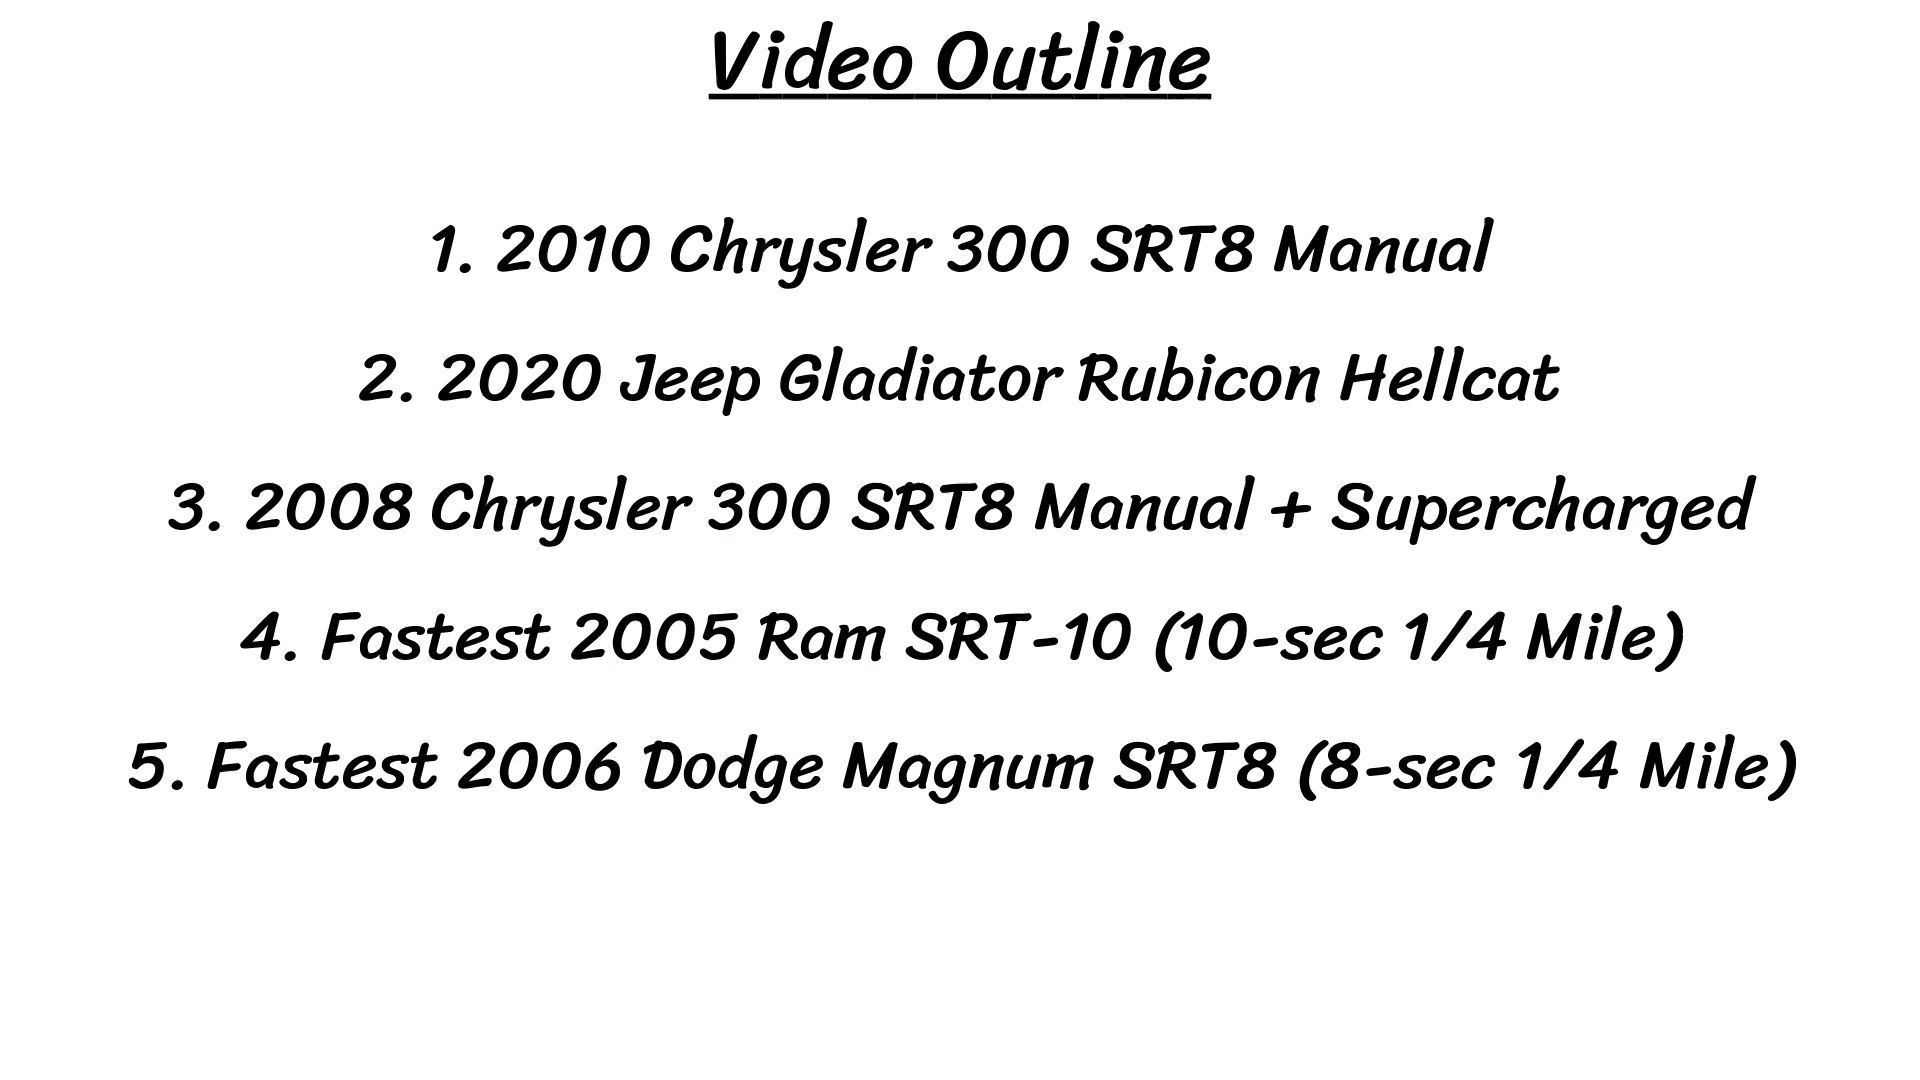 Video Outline
1. 2010 Chrysler 300 SRT8 Manual
2. 2020 Jeep Gladiator Rubicon Hellcat
3. 2008 Chrysler 300 SRT8 Manual + Supercharged
4. Fastest 2005 Ram SRT-10 (10-sec 1/4 Mile)
5. Fastest 2006 Dodge Magnum SRT8 (8-sec 1/4 Mile)